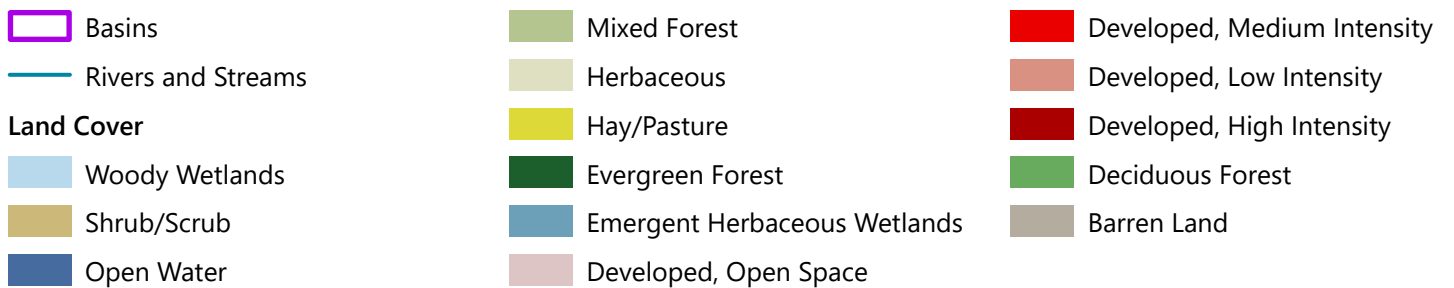 Basins
Rivers and Streams
Land Cover
Woody Wetlands
Shrub/Scrub
Open Water
Mixed Forest
Herbaceous
Hay/Pasture
Evergreen Forest
Emergent Herbaceous Wetlands
Developed, Open Space
Developed, Medium Intensity
Developed, Low Intensity
Developed, High Intensity
Deciduous Forest
Barren Land